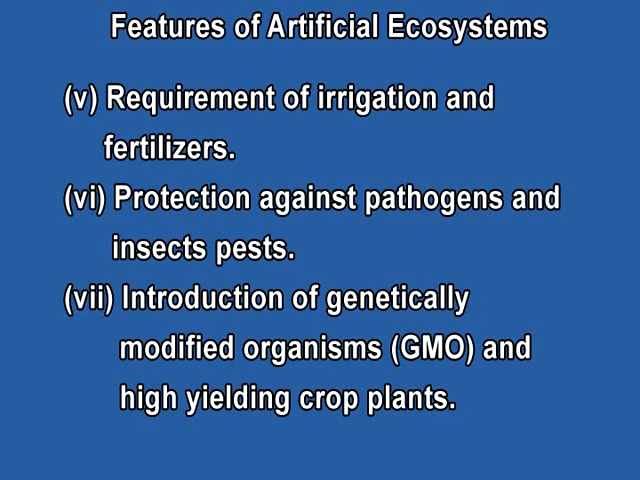 Features of Artificial Ecosystems
(v) Requirement of irrigation and
fertilizers.
(vi) Protection against pathogens and
insects pests.
(vii) Introduction of genetically
modified organisms (GMO) and
high yielding crop plants.